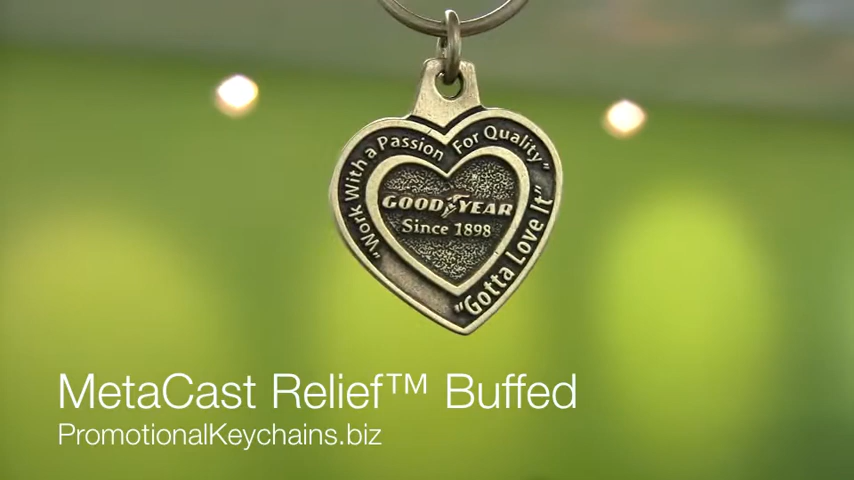 "Work With a Passion For Quality"
GOODYEAR
Since 1898
"Gotta Love It"
MetaCast Relief™ Buffed
PromotionalKeychains.biz